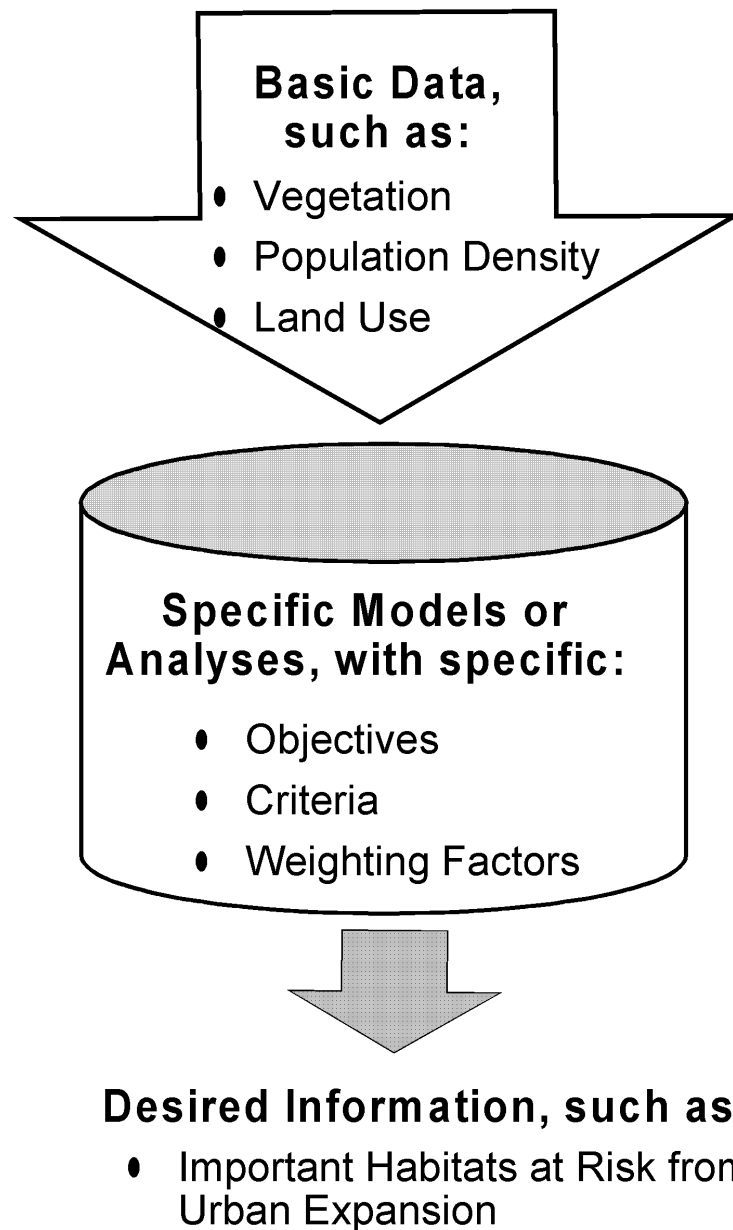 Basic Data,
such as:
• Vegetation
• Population Density
• Land Use
Specific Models or
Analyses, with specific:
• Objectives
• Criteria
• Weighting Factors
Desired Information, such as
• Important Habitats at Risk from
Urban Expansion